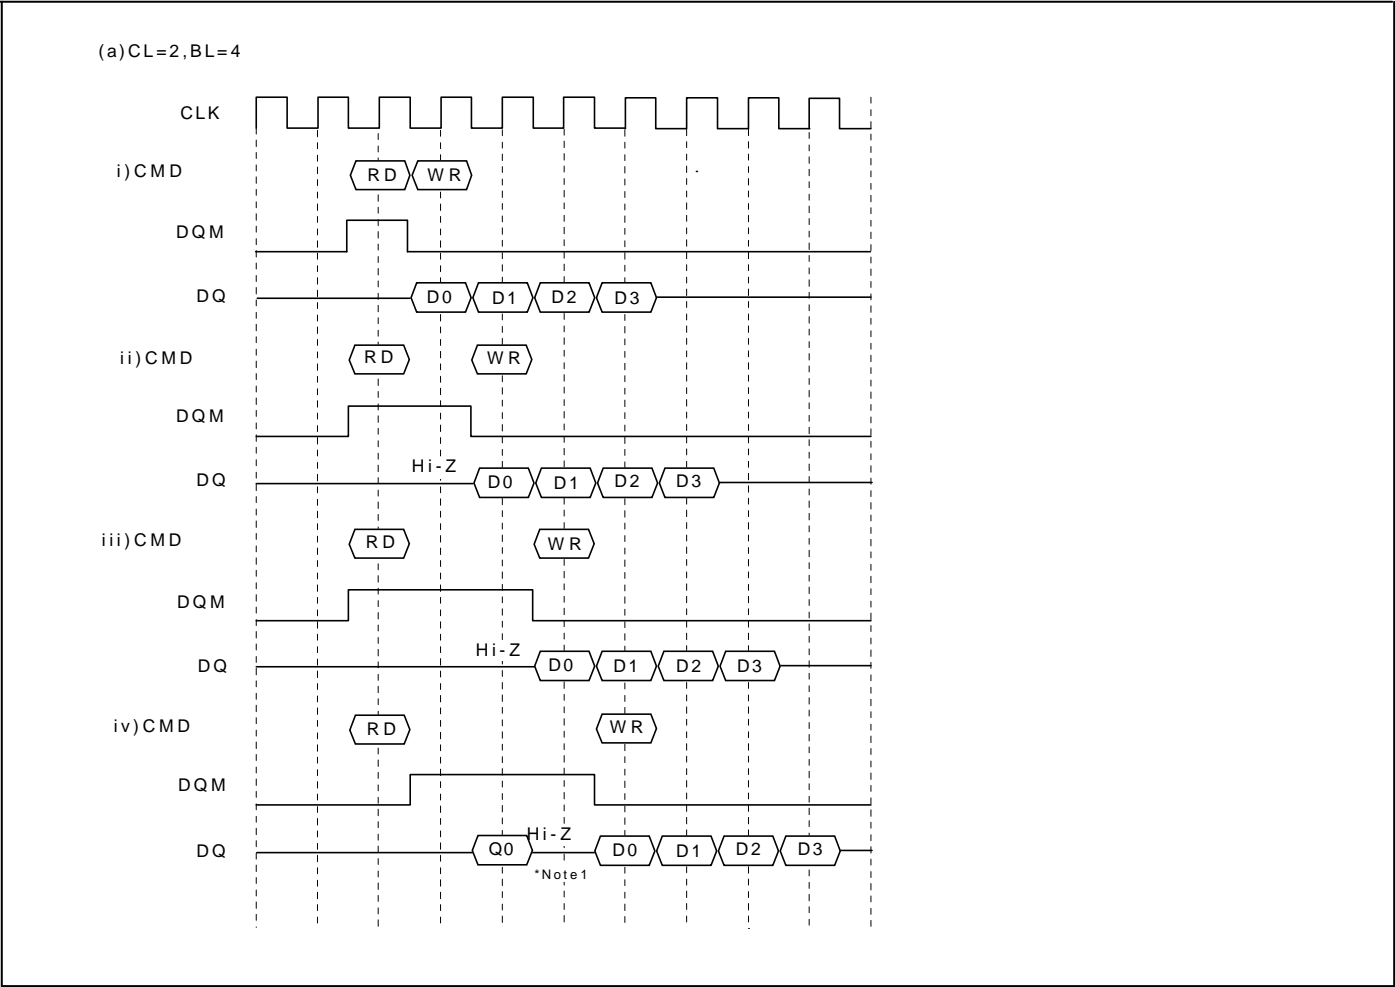 (a)CL=2,BL=4
CLK
i)CMD RD WR
DQM
DQ D0 D1 D2 D3
ii)CMD RD WR
DQM
Hi-Z
DQ D0 D1 D2 D3
iii)CMD RD WR
DQM
Hi-Z
DQ D0 D1 D2 D3
iv)CMD RD WR
DQM
Hi-Z
DQ Q0 D0 D1 D2 D3
*Note1